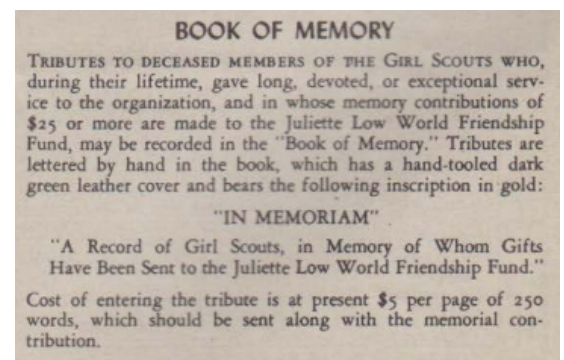 BOOK OF MEMORY
TRIBUTES TO DECEASED MEMBERS OF THE GIRL SCOUTS WHO,
during their lifetime, gave long, devoted, or exceptional serv-
ice to the organization, and in whose memory contributions of
$25 or more are made to the Juliette Low World Friendship
Fund, may be recorded in the "Book of Memory." Tributes are
lettered by hand in the book, which has a hand-tooled dark
green leather cover and bears the following inscription in gold:
"IN MEMORIAM"
"A Record of Girl Scouts, in Memory of Whom Gifts
Have Been Sent to the Juliette Low World Friendship Fund."
Cost of entering the tribute is at present $5 per page of 250
words, which should be sent along with the memorial con-
tribution.